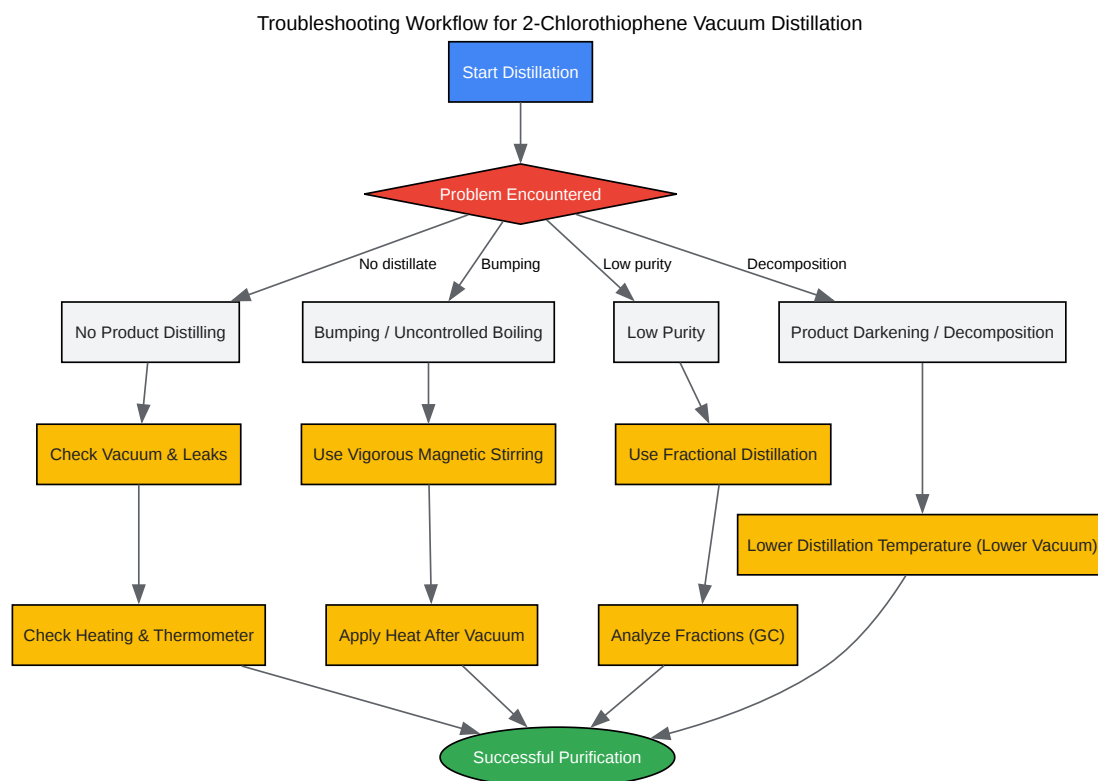 Troubleshooting Workflow for 2-Chlorothiophene Vacuum Distillation
Start Distillation
Problem Encountered
No distillate
Bumping
Low purity
Decomposition
No Product Distilling
Bumping / Uncontrolled Boiling
Low Purity
Product Darkening / Decomposition
Check Vacuum & Leaks
Use Vigorous Magnetic Stirring
Use Fractional Distillation
Lower Distillation Temperature (Lower Vacuum)
Check Heating & Thermometer
Apply Heat After Vacuum
Analyze Fractions (GC)
Successful Purification